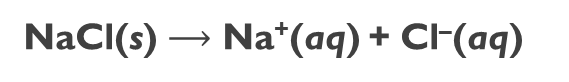 NaCl(s) ⟶ Na⁺(aq) + Cl⁻(aq)